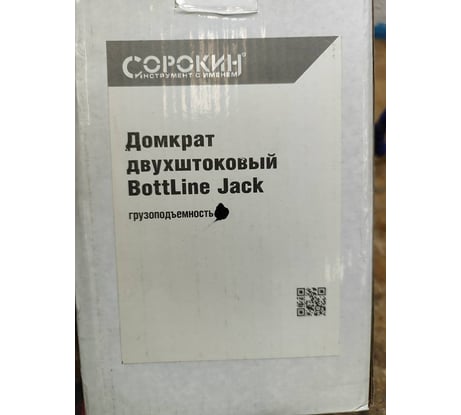 СОРОКИН®
ИНСТРУМЕНТ С ИМЕНЕМ
Домкрат
двухштоковый
BottLine Jack
грузоподъемность